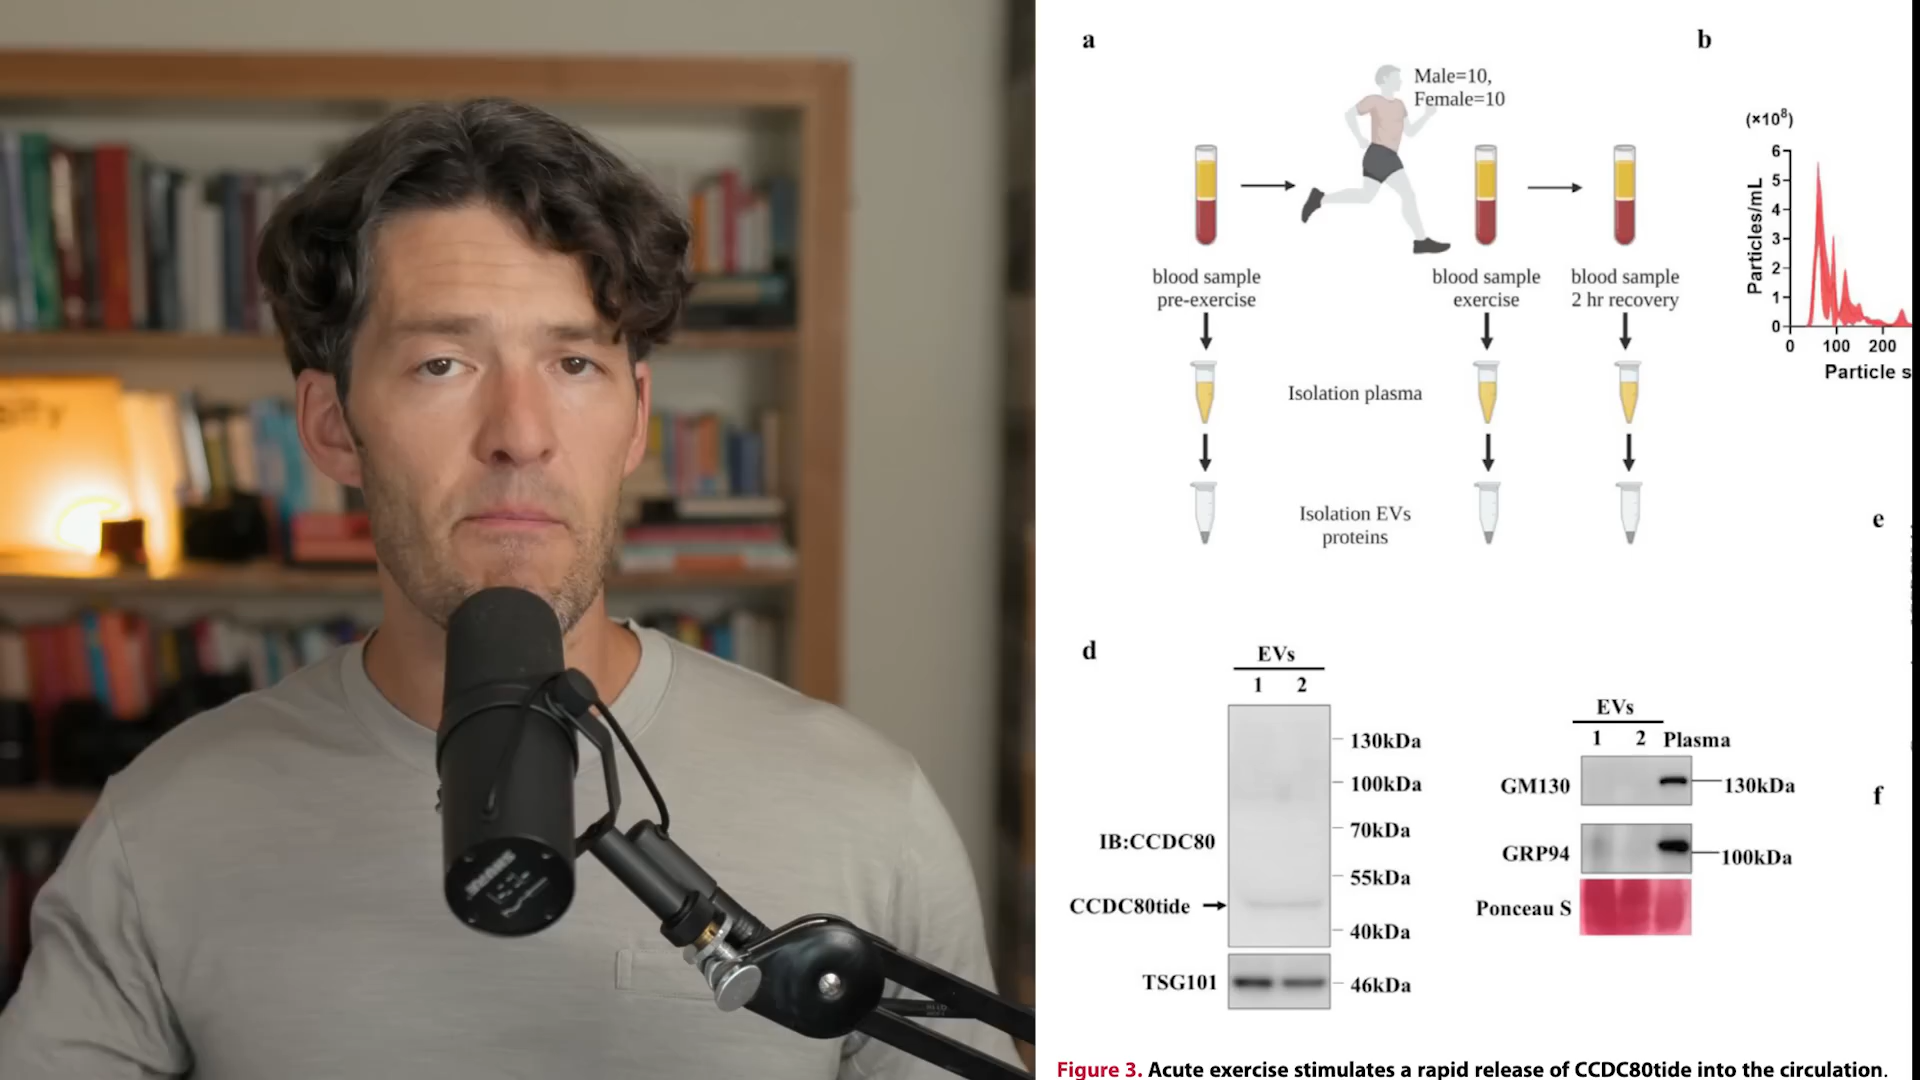 a
b
Male=10,
Female=10
(×10⁸)
6
5
4
3
2
1
0
Particles/mL
0 100 200
Particle s
blood sample
pre-exercise
blood sample
exercise
blood sample
2 hr recovery
Isolation plasma
Isolation EVs
proteins
e
d
EVs
1 2
130kDa
100kDa
70kDa
55kDa
40kDa
IB:CCDC80
CCDC80tide
TSG101
46kDa
EVs
1 2 Plasma
GM130
130kDa
GRP94
100kDa
Ponceau S
f
Figure 3. Acute exercise stimulates a rapid release of CCDC80tide into the circulation.